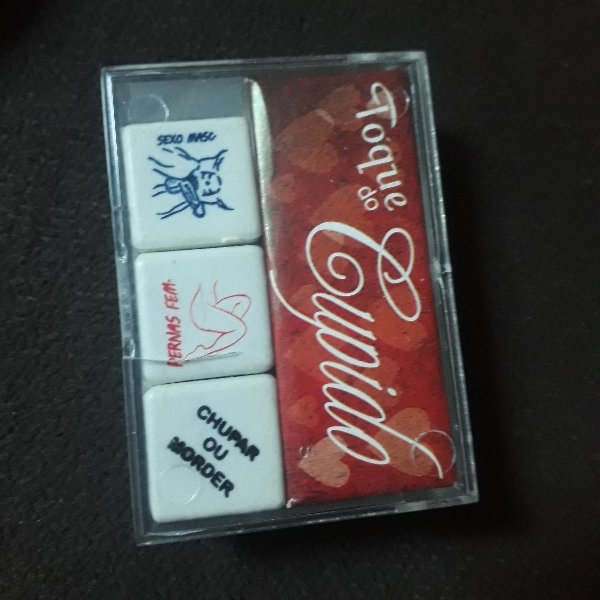 SEXO MASC
PERNAS FEM.
CHUPAR
OU
MORDER
Toque
do
Cupido